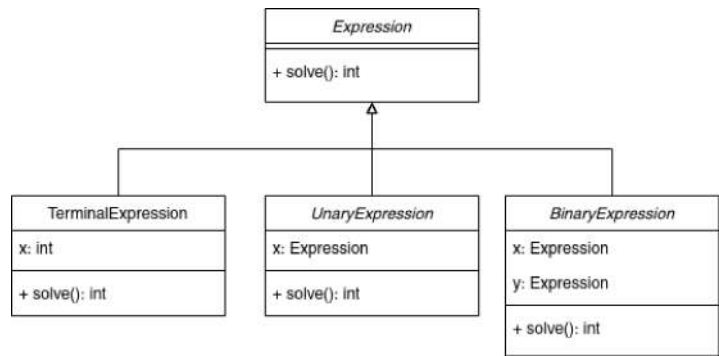 Expression
+ solve(): int
TerminalExpression
x: int
+ solve(): int
UnaryExpression
x: Expression
+ solve(): int
BinaryExpression
x: Expression
y: Expression
+ solve(): int